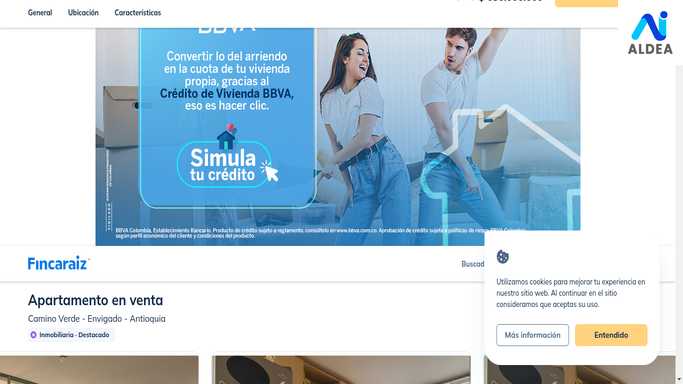 General Ubicación Características
ALDEA
BBVA
Convertir lo del arriendo
en la cuota de tu vivienda
propia, gracias al
Crédito de Vivienda BBVA,
eso es hacer clic.
Simula
tu crédito
BBVA Colombia, Establecimiento Bancario. Producto de crédito sujeto a reglamento, consúltelo en www.bbva.com.co. Aprobación de crédito sujeta a políticas de riesgo BBVA Colombia,
según perfil económico del cliente y condiciones del producto.
Fincaraiz
Buscad
Utilizamos cookies para mejorar tu experiencia en
nuestro sitio web. Al continuar en el sitio
consideramos que aceptas su uso.
Más información Entendido
Apartamento en venta
Camino Verde - Envigado - Antioquia
Inmobiliaria - Destacado